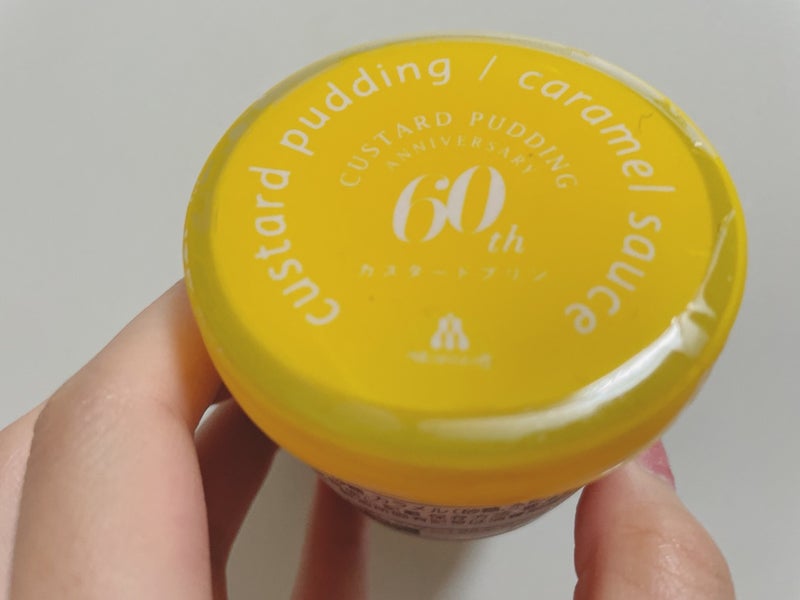 custard pudding / caramel sauce
CUSTARD PUDDING
ANNIVERSARY
60th
カスタードプリン